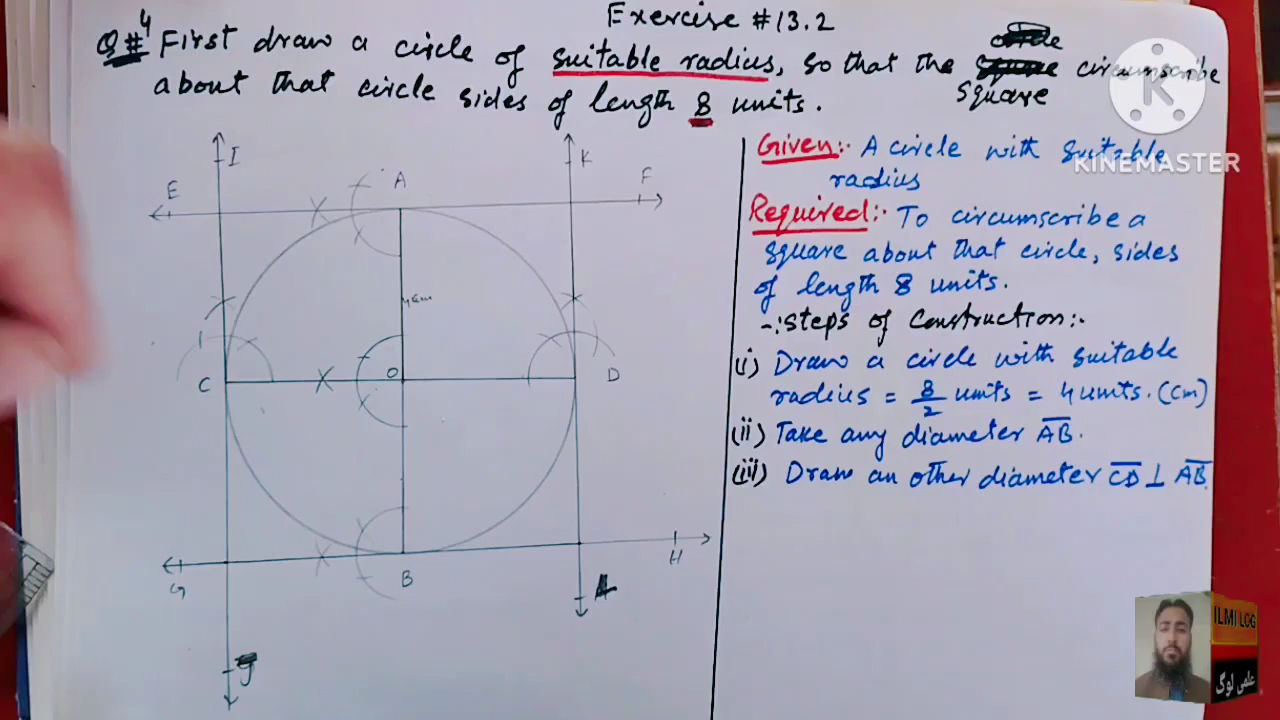 Exercise #13.2
Q#4 First draw a circle of suitable radius, so that the square circumscribe
about that circle sides of length 8 units.
KINEMASTER
Given:- A circle with suitable
radius
Required:- To circumscribe a
square about that circle, sides
of length 8 units.
-:Steps of Construction:-
(i) Draw a circle with suitable
radius = 8/2 units = 4 units. (cm)
(ii) Take any diameter AB.
(iii) Draw an other diameter CD ⊥ AB.
I
K
E
A
F
4cm
C
O
D
G
B
H
L
J
ILMI LOG
علمی لوگ